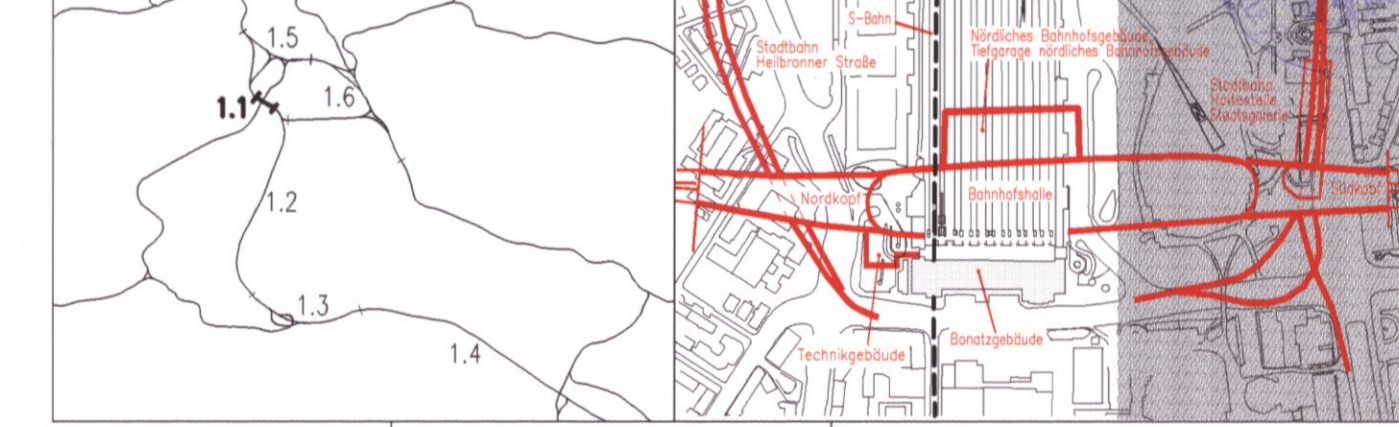 1.5
1.1
1.6
1.2
1.3
1.4
S-Bahn
Stadtbahn
Heilbronner Straße
Nördliches Bahnhofsgebäude,
Tiefgarage nördliches Bahnhofsgebäude
Stadtbahn
Haltestelle
Staatsgalerie
Nordkopf
Bahnhofshalle
Südkopf
Technikgebäude
Bonatzgebäude